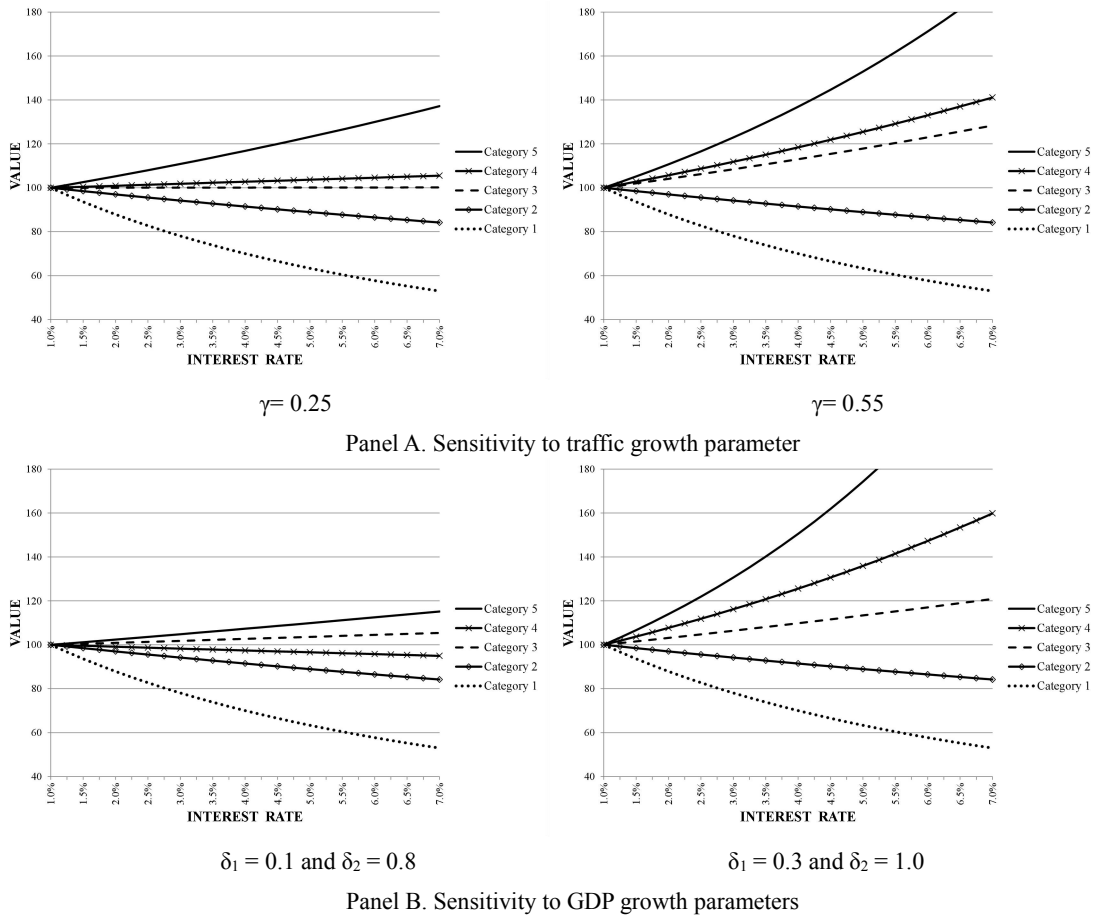 180
160
140
120
100
80
60
40
VALUE
1.0%
1.5%
2.0%
2.5%
3.0%
3.5%
4.0%
4.5%
5.0%
5.5%
6.0%
6.5%
7.0%
INTEREST RATE
Category 5
Category 4
Category 3
Category 2
Category 1
γ= 0.25
180
160
140
120
100
80
60
40
VALUE
1.0%
1.5%
2.0%
2.5%
3.0%
3.5%
4.0%
4.5%
5.0%
5.5%
6.0%
6.5%
7.0%
INTEREST RATE
Category 5
Category 4
Category 3
Category 2
Category 1
γ= 0.55
Panel A. Sensitivity to traffic growth parameter
180
160
140
120
100
80
60
40
VALUE
1.0%
1.5%
2.0%
2.5%
3.0%
3.5%
4.0%
4.5%
5.0%
5.5%
6.0%
6.5%
7.0%
INTEREST RATE
Category 5
Category 4
Category 3
Category 2
Category 1
δ₁ = 0.1 and δ₂ = 0.8
180
160
140
120
100
80
60
40
VALUE
1.0%
1.5%
2.0%
2.5%
3.0%
3.5%
4.0%
4.5%
5.0%
5.5%
6.0%
6.5%
7.0%
INTEREST RATE
Category 5
Category 4
Category 3
Category 2
Category 1
δ₁ = 0.3 and δ₂ = 1.0
Panel B. Sensitivity to GDP growth parameters